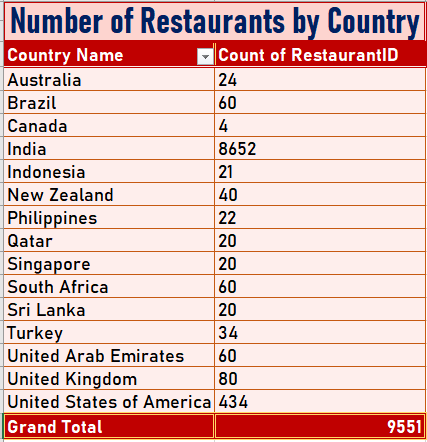 Number of Restaurants by Country
Country Name Count of RestaurantID
Australia 24
Brazil 60
Canada 4
India 8652
Indonesia 21
New Zealand 40
Philippines 22
Qatar 20
Singapore 20
South Africa 60
Sri Lanka 20
Turkey 34
United Arab Emirates 60
United Kingdom 80
United States of America 434
Grand Total 9551